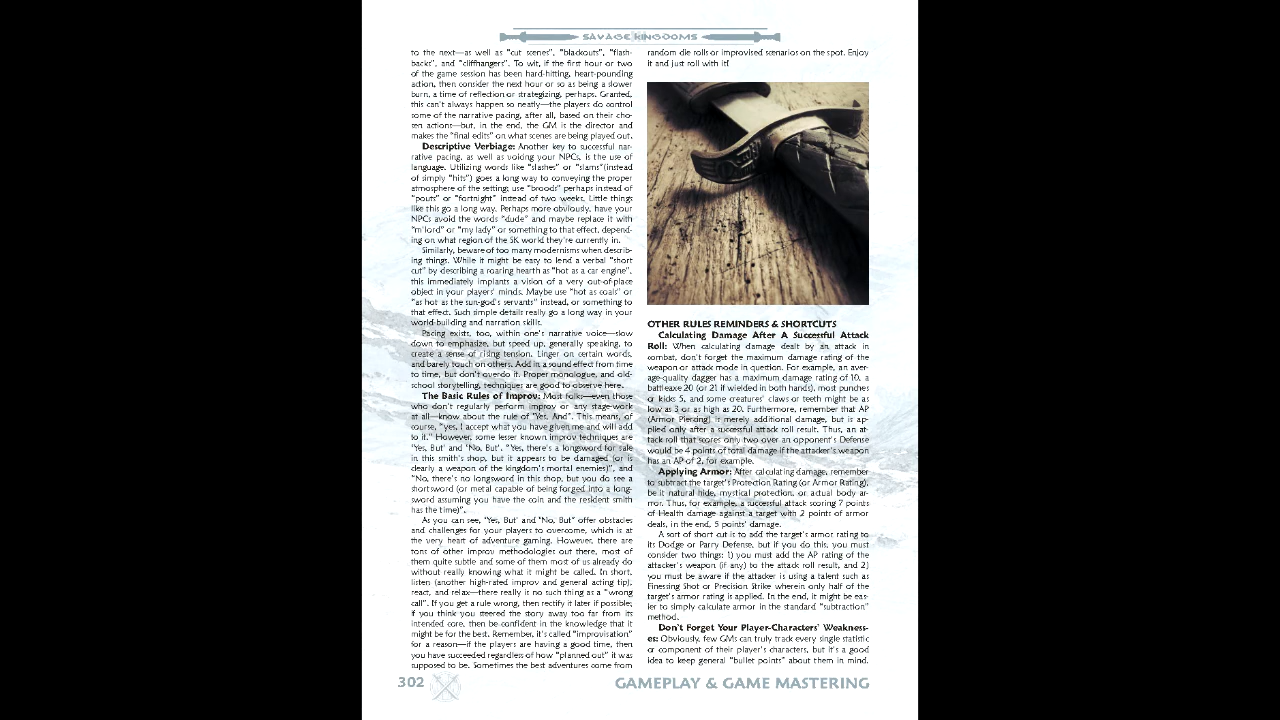 SAVAGE KINGDOMS
to the next—as well as "cut scenes", "blackouts", "flash-
backs", and "cliffhangers". To wit, if the first hour or two
of the game session has been hard-hitting, heart-pounding
action, then consider the next hour or so as being a slower
burn, a time of reflection or strategizing, perhaps. Granted,
this can't always happen so neatly—the players do control
some of the narrative pacing, after all, based on their cho-
sen actions—but, in the end, the GM is the director and
makes the "final edits" on what scenes are being played out.
Descriptive Verbiage: Another key to successful nar-
rative pacing, as well as voicing your NPCs, is the use of
language. Utilizing words like "slashes" or "slams"(instead
of simply "hits") goes a long way to conveying the proper
atmosphere of the setting; use "broods" perhaps instead of
"pouts" or "fortnight" instead of two weeks. Little things
like this go a long way. Perhaps more obviously, have your
NPCs avoid the words "dude" and maybe replace it with
"m'lord" or "my lady" or something to that effect, depend-
ing on what region of the SK world they're currently in.
Similarly, beware of too many modernisms when describ-
ing things. While it might be easy to lend a verbal "short
cut" by describing a roaring hearth as "hot as a car engine",
this immediately implants a vision of a very out-of-place
object in your players' minds. Maybe use "hot as coals" or
"as hot as the sun-god's servants" instead, or something to
that effect. Such simple details really go a long way in your
world-building and narration skills.
Pacing exists, too, within one's narrative voice—slow
down to emphasize, but speed up, generally speaking, to
create a sense of rising tension. Linger on certain words,
and barely touch on others. Add in a sound effect from time
to time, but don't overdo it. Proper monologue, and old-
school storytelling, techniques are good to observe here.
The Basic Rules of Improv: Most folks—even those
who don't regularly perform improv or any stage-work
at all—know about the rule of "Yes, And". This means, of
course, "yes, I accept what you have given me and will add
to it." However, some lesser known improv techniques are
'Yes, But' and 'No, But'. "Yes, there's a longsword for sale
in this smith's shop, but it appears to be damaged (or is
clearly a weapon of the kingdom's mortal enemies)", and
"No, there's no longsword in this shop, but you do see a
shortsword (or metal capable of being forged into a long-
sword assuming you have the coin and the resident smith
has the time)".
As you can see, 'Yes, But' and 'No, But" offer obstacles
and challenges for your players to overcome, which is at
the very heart of adventure gaming. However, there are
tons of other improv methodologies out there, most of
them quite subtle and some of them most of us already do
without really knowing what it might be called. In short,
listen (another high-rated improv and general acting tip),
react, and relax—there really is no such thing as a "wrong
call". If you get a rule wrong, then rectify it later if possible;
if you think you steered the story away too far from its
intended core, then be confident in the knowledge that it
might be for the best. Remember, it's called "improvisation"
for a reason—if the players are having a good time, then
you have succeeded regardless of how "planned out" it was
supposed to be. Sometimes the best adventures come from
random die rolls or improvised scenarios on the spot. Enjoy
it and just roll with it!
OTHER RULES REMINDERS & SHORTCUTS
Calculating Damage After A Successful Attack
Roll: When calculating damage dealt by an attack in
combat, don't forget the maximum damage rating of the
weapon or attack mode in question. For example, an aver-
age-quality dagger has a maximum damage rating of 10, a
battleaxe 20 (or 21 if wielded in both hands), most punches
or kicks 5, and some creatures' claws or teeth might be as
low as 3 or as high as 20. Furthermore, remember that AP
(Armor Piercing) is merely additional damage, but is ap-
plied only after a successful attack roll result. Thus, an at-
tack roll that scores only two over an opponent's Defense
would be 4 points of total damage if the attacker's weapon
has an AP of 2, for example.
Applying Armor: After calculating damage, remember
to subtract the target's Protection Rating (or Armor Rating),
be it natural hide, mystical protection, or actual body ar-
mor. Thus, for example, a successful attack scoring 7 points
of Health damage against a target with 2 points of armor
deals, in the end, 5 points' damage.
A sort of short cut is to add the target's armor rating to
its Dodge or Parry Defense, but if you do this, you must
consider two things: 1) you must add the AP rating of the
attacker's weapon (if any) to the attack roll result, and 2)
you must be aware if the attacker is using a talent such as
Finessing Shot or Precision Strike wherein only half of the
target's armor rating is applied. In the end, it might be eas-
ier to simply calculate armor in the standard "subtraction"
method.
Don't Forget Your Player-Characters' Weakness-
es: Obviously, few GMs can truly track every single statistic
or component of their player's characters, but it's a good
idea to keep general "bullet points" about them in mind.
302
GAMEPLAY & GAME MASTERING